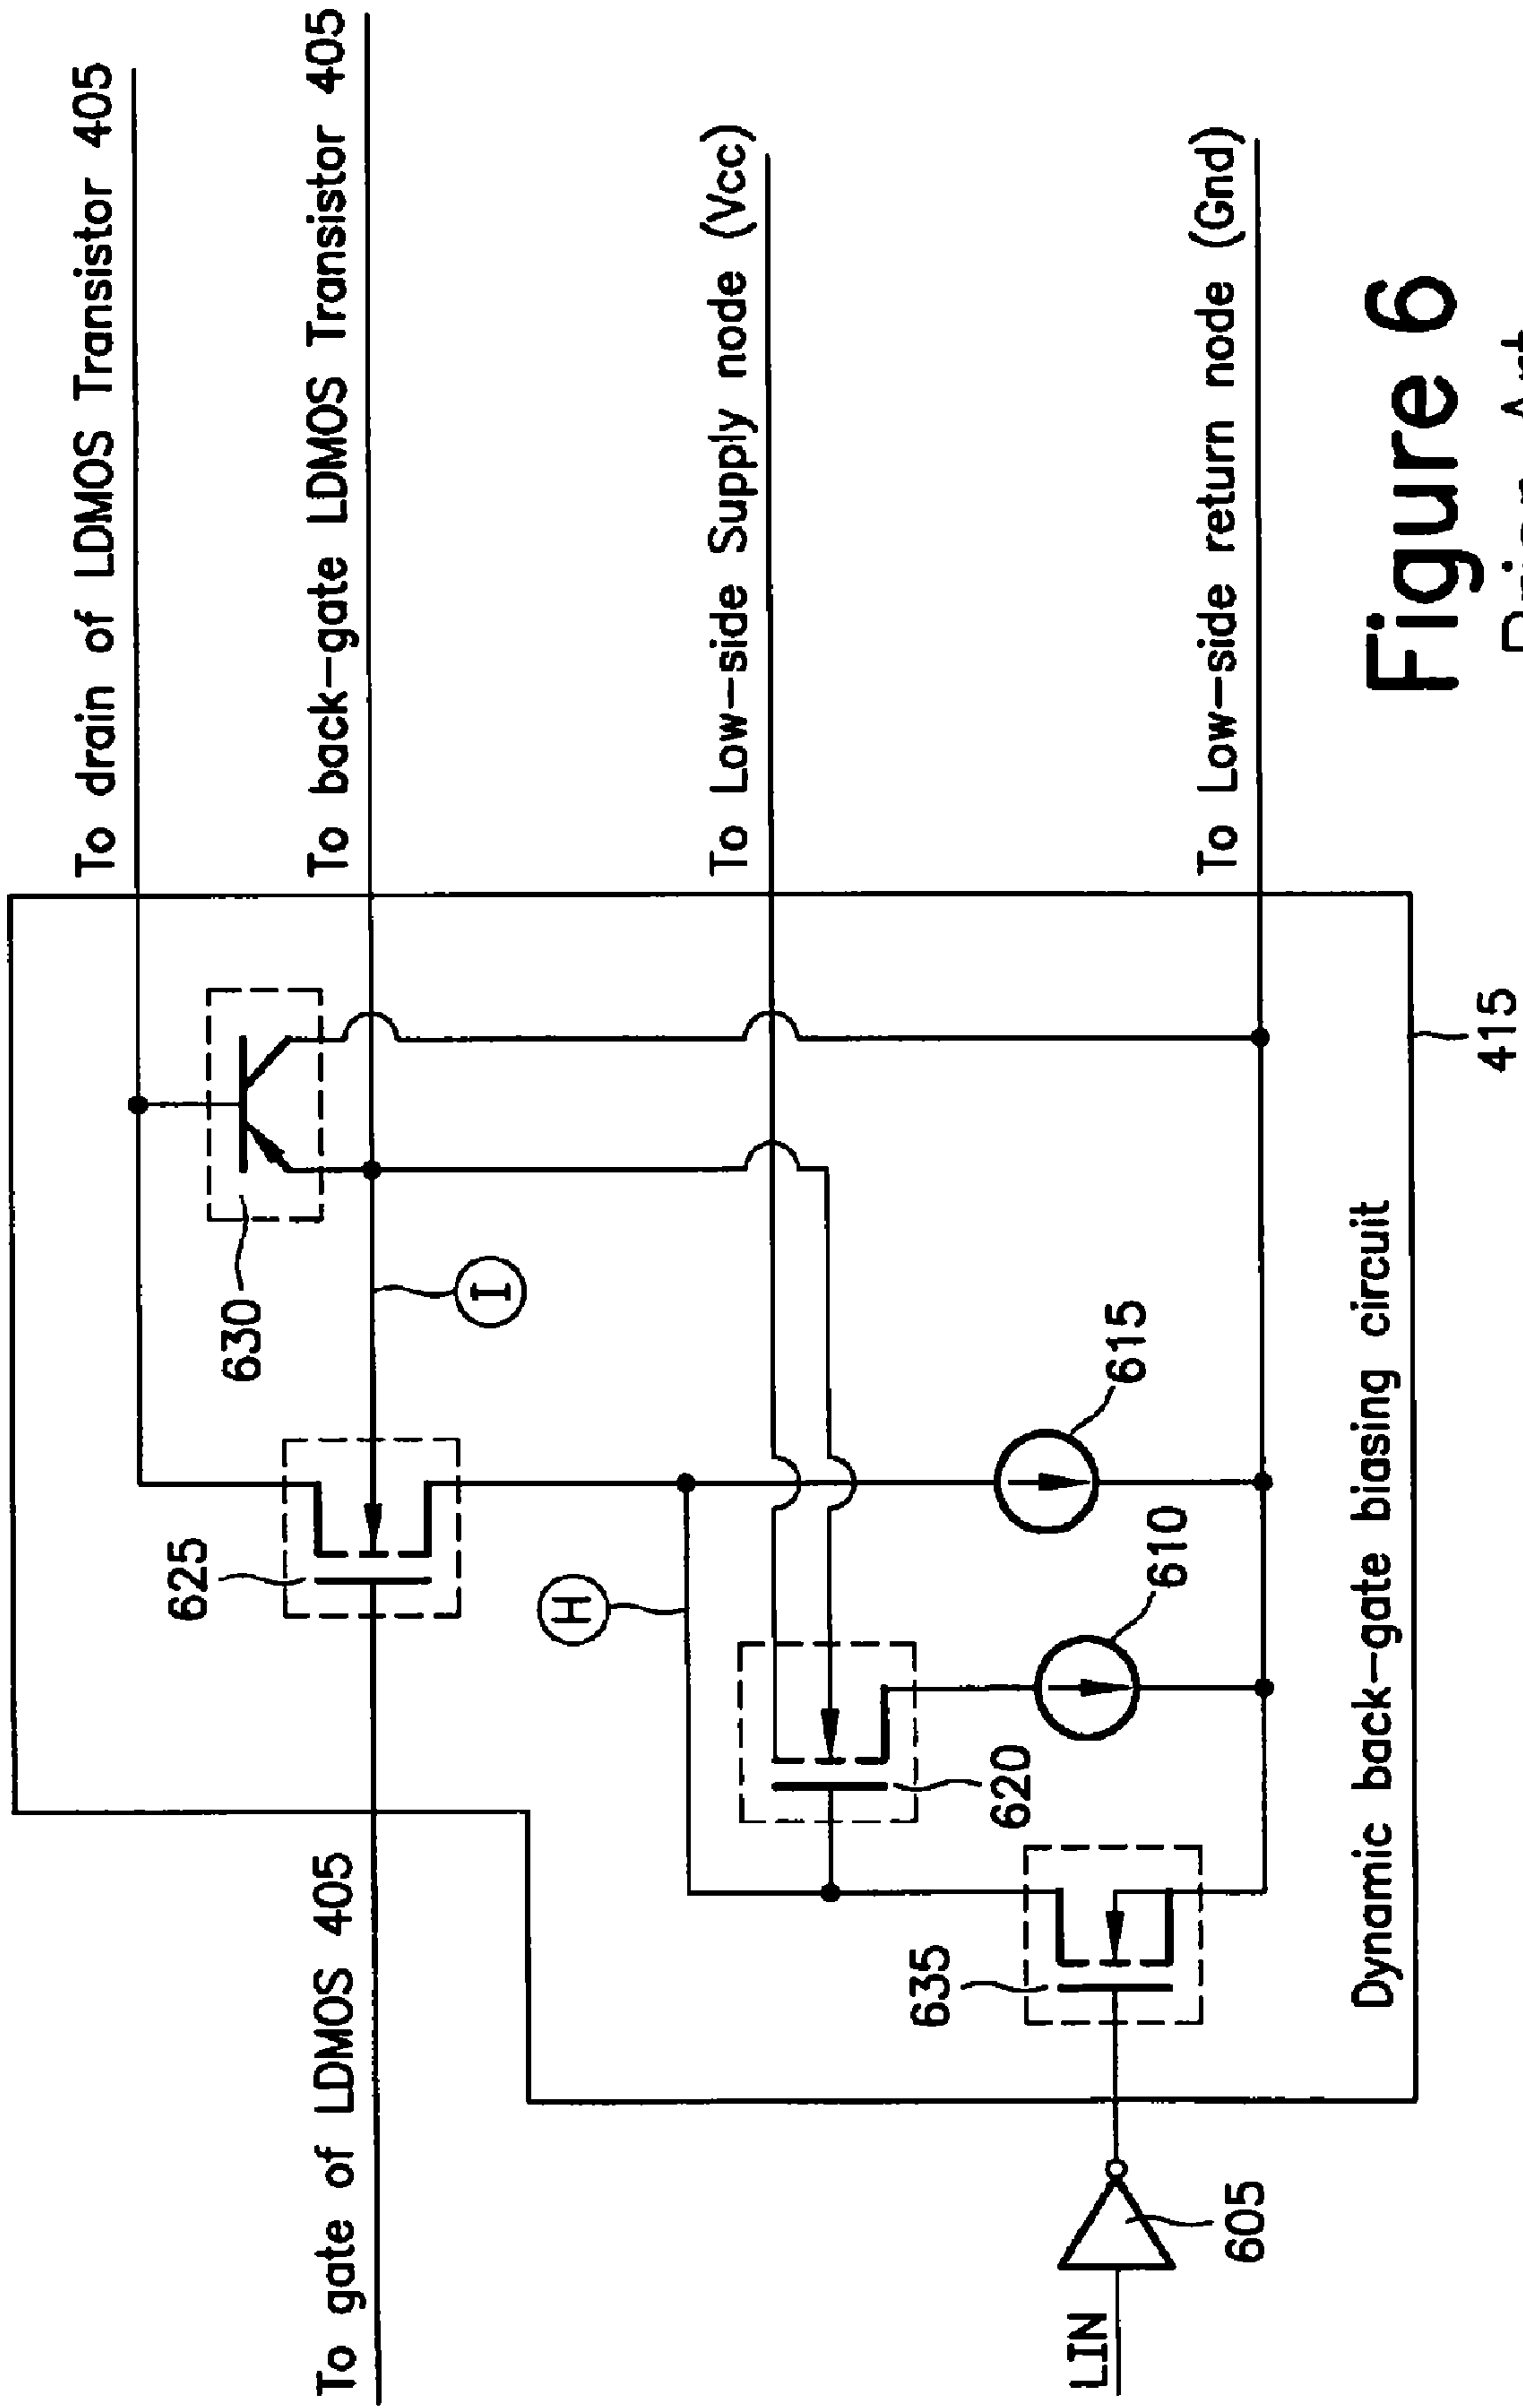 To drain of LDMOS Transistor 405
To back-gate LDMOS Transistor 405
To gate of LDMOS 405
625
630
I
H
To Low-side Supply node (Vcc)
620
610
615
635
To Low-side return node (Gnd)
LIN
605
Dynamic back-gate biasing circuit
415
Figure 6
Prior Art